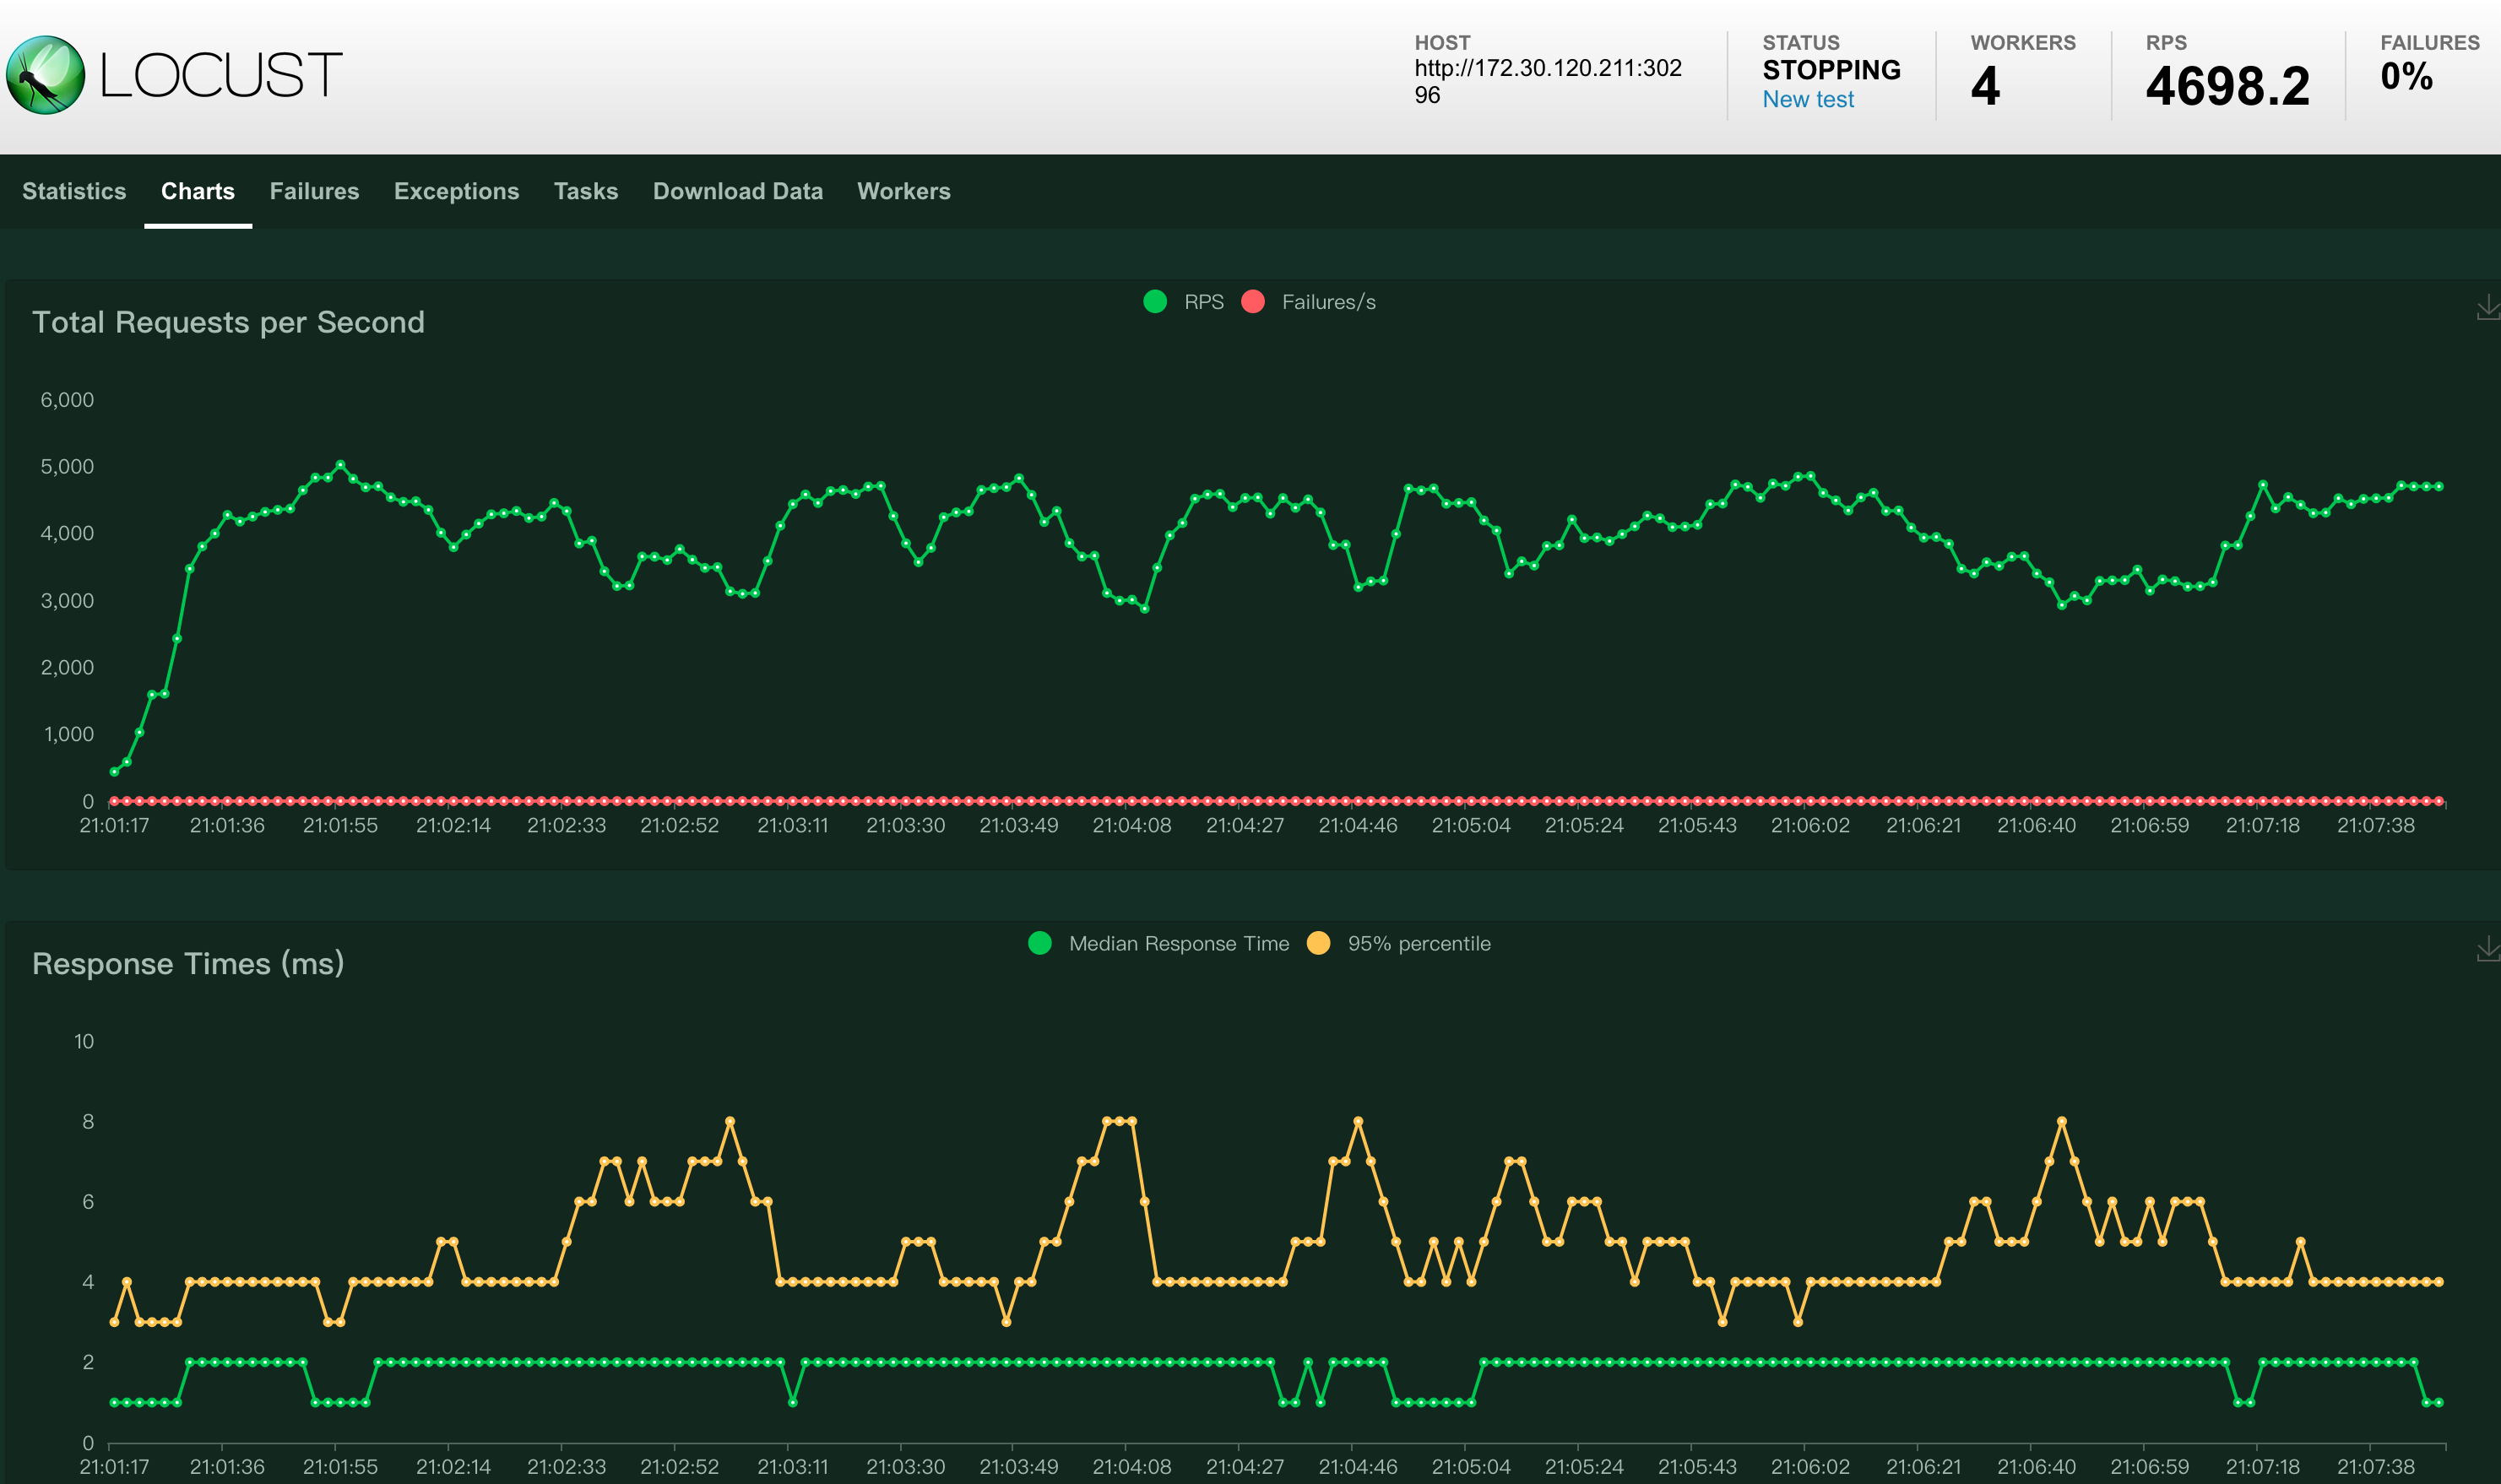 LOCUST
HOST
http://172.30.120.211:302
96
STATUS
STOPPING
New test
WORKERS
4
RPS
4698.2
FAILURES
0%
Statistics Charts Failures Exceptions Tasks Download Data Workers
RPS Failures/s
Total Requests per Second
6,000
5,000
4,000
3,000
2,000
1,000
0
21:01:17 21:01:36 21:01:55 21:02:14 21:02:33 21:02:52 21:03:11 21:03:30 21:03:49 21:04:08 21:04:27 21:04:46 21:05:04 21:05:24 21:05:43 21:06:02 21:06:21 21:06:40 21:06:59 21:07:18 21:07:38
Median Response Time 95% percentile
Response Times (ms)
10
8
6
4
2
0
21:01:17 21:01:36 21:01:55 21:02:14 21:02:33 21:02:52 21:03:11 21:03:30 21:03:49 21:04:08 21:04:27 21:04:46 21:05:04 21:05:24 21:05:43 21:06:02 21:06:21 21:06:40 21:06:59 21:07:18 21:07:38